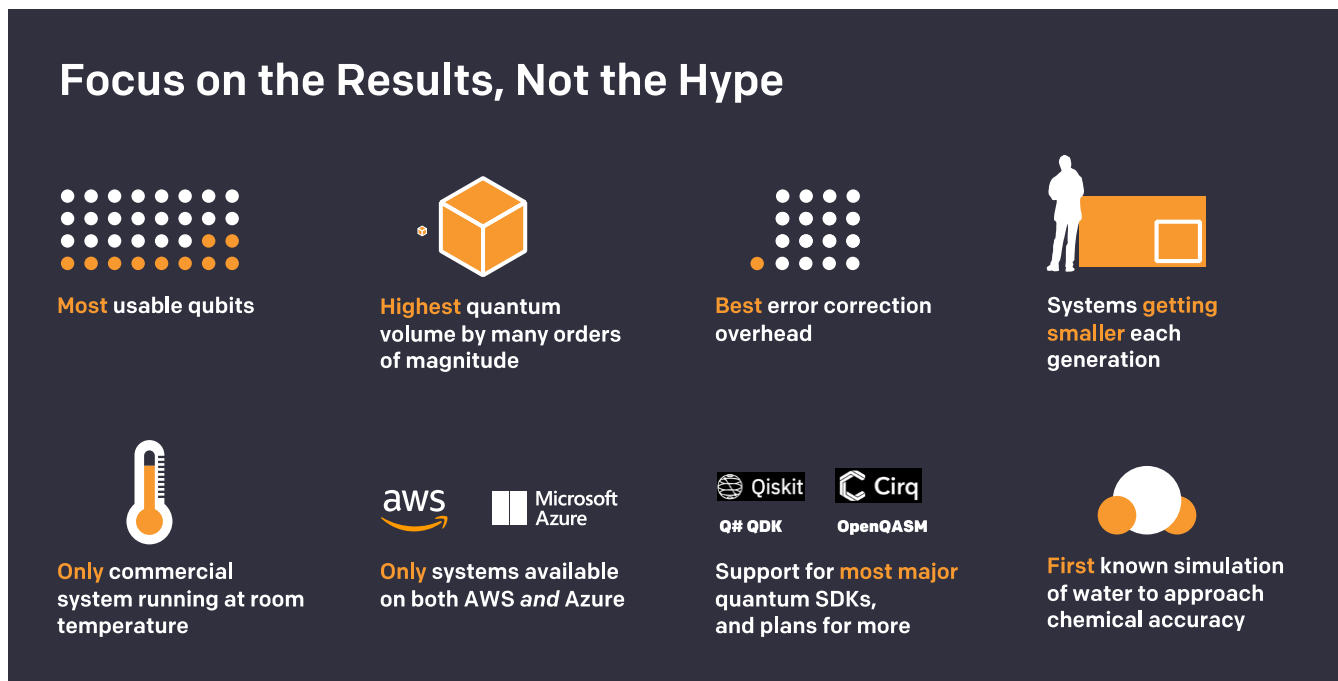 Focus on the Results, Not the Hype
Most usable qubits
Highest quantum
volume by many orders
of magnitude
Best error correction
overhead
Systems getting
smaller each
generation
Only commercial
system running at room
temperature
aws
Microsoft
Azure
Only systems available
on both AWS and Azure
Qiskit
Cirq
Q# QDK
OpenQASM
Support for most major
quantum SDKs,
and plans for more
First known simulation
of water to approach
chemical accuracy